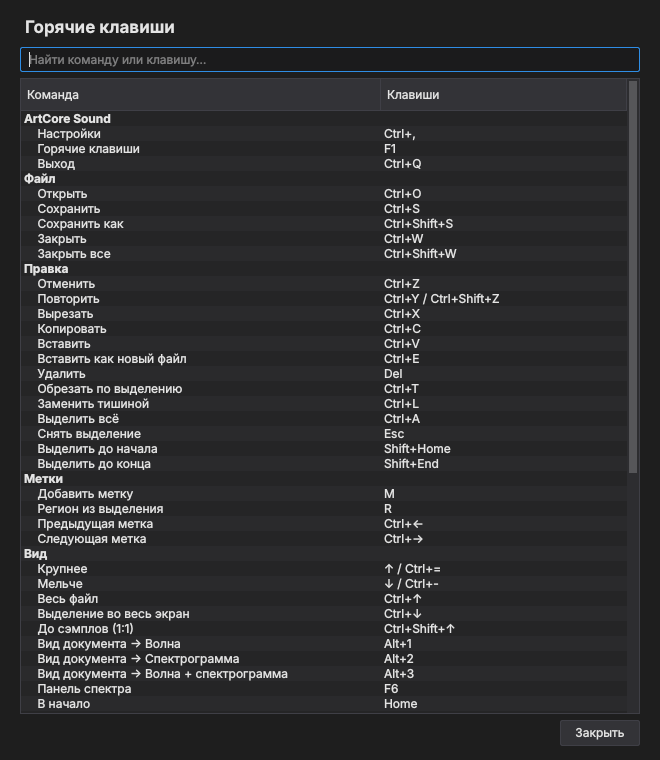 Горячие клавиши
Найти команду или клавишу...
Команда Клавиши
ArtCore Sound
Настройки Ctrl+,
Горячие клавиши F1
Выход Ctrl+Q
Файл
Открыть Ctrl+O
Сохранить Ctrl+S
Сохранить как Ctrl+Shift+S
Закрыть Ctrl+W
Закрыть все Ctrl+Shift+W
Правка
Отменить Ctrl+Z
Повторить Ctrl+Y / Ctrl+Shift+Z
Вырезать Ctrl+X
Копировать Ctrl+C
Вставить Ctrl+V
Вставить как новый файл Ctrl+E
Удалить Del
Обрезать по выделению Ctrl+T
Заменить тишиной Ctrl+L
Выделить всё Ctrl+A
Снять выделение Esc
Выделить до начала Shift+Home
Выделить до конца Shift+End
Метки
Добавить метку M
Регион из выделения R
Предыдущая метка Ctrl+←
Следующая метка Ctrl+→
Вид
Крупнее ↑ / Ctrl+=
Мельче ↓ / Ctrl+-
Весь файл Ctrl+↑
Выделение во весь экран Ctrl+↓
До сэмплов (1:1) Ctrl+Shift+↑
Вид документа → Волна Alt+1
Вид документа → Спектрограмма Alt+2
Вид документа → Волна + спектрограмма Alt+3
Панель спектра F6
В начало Home
Закрыть